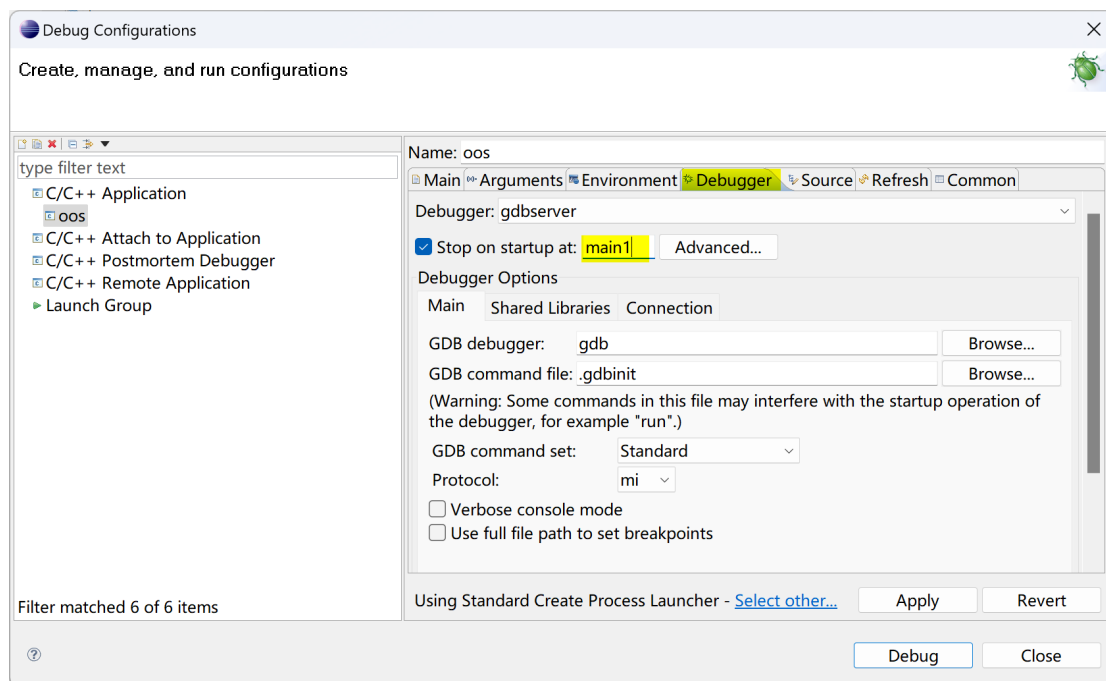 Debug Configurations
Create, manage, and run configurations
type filter text
C/C++ Application
oos
C/C++ Attach to Application
C/C++ Postmortem Debugger
C/C++ Remote Application
Launch Group
Filter matched 6 of 6 items
Name: oos
Main Arguments Environment Debugger Source Refresh Common
Debugger: gdbserver
Stop on startup at: main1 Advanced...
Debugger Options
Main Shared Libraries Connection
GDB debugger: gdb Browse...
GDB command file: .gdbinit Browse...
(Warning: Some commands in this file may interfere with the startup operation of
the debugger, for example "run".)
GDB command set: Standard
Protocol: mi
Verbose console mode
Use full file path to set breakpoints
Using Standard Create Process Launcher - Select other... Apply Revert
Debug Close